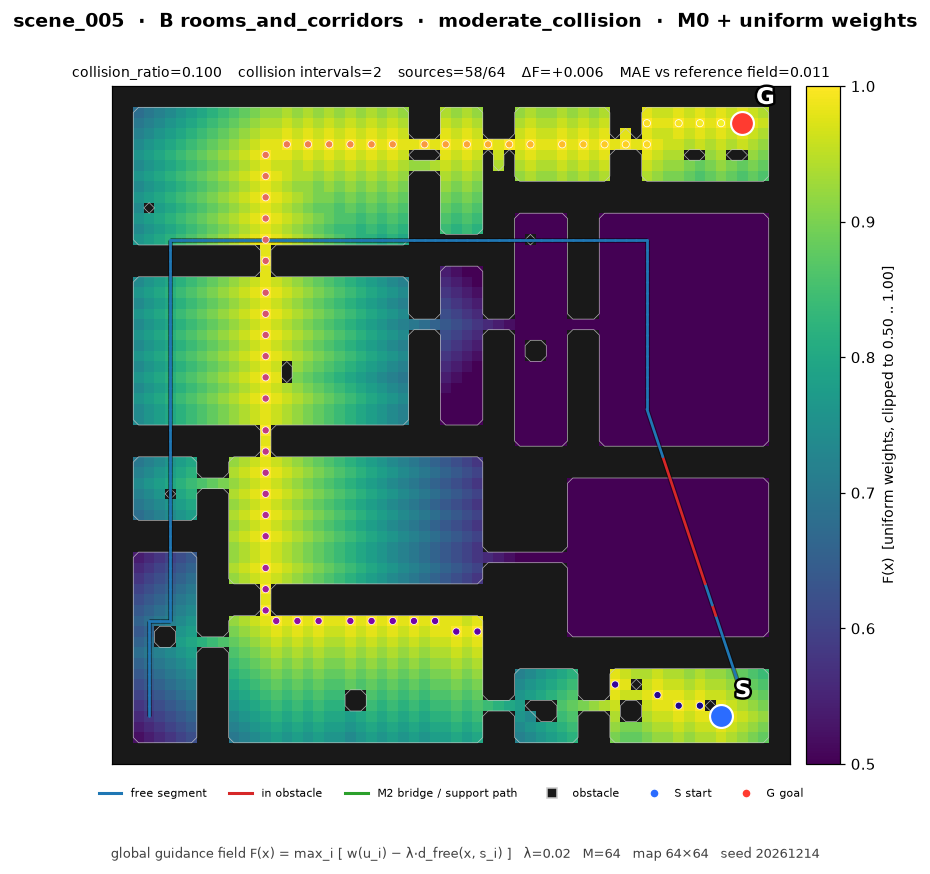 scene_005 · B rooms_and_corridors · moderate_collision · M0 + uniform weights
collision_ratio=0.100 collision intervals=2 sources=58/64 ΔF=+0.006 MAE vs reference field=0.011
G
1.0
0.9
0.8
0.7
0.6
0.5
F(x) [uniform weights, clipped to 0.50 .. 1.00]
S
free segment
in obstacle
M2 bridge / support path
obstacle
S start
G goal
global guidance field F(x) = max_i [ w(u_i) − λ·d_free(x, s_i) ] λ=0.02 M=64 map 64×64 seed 20261214